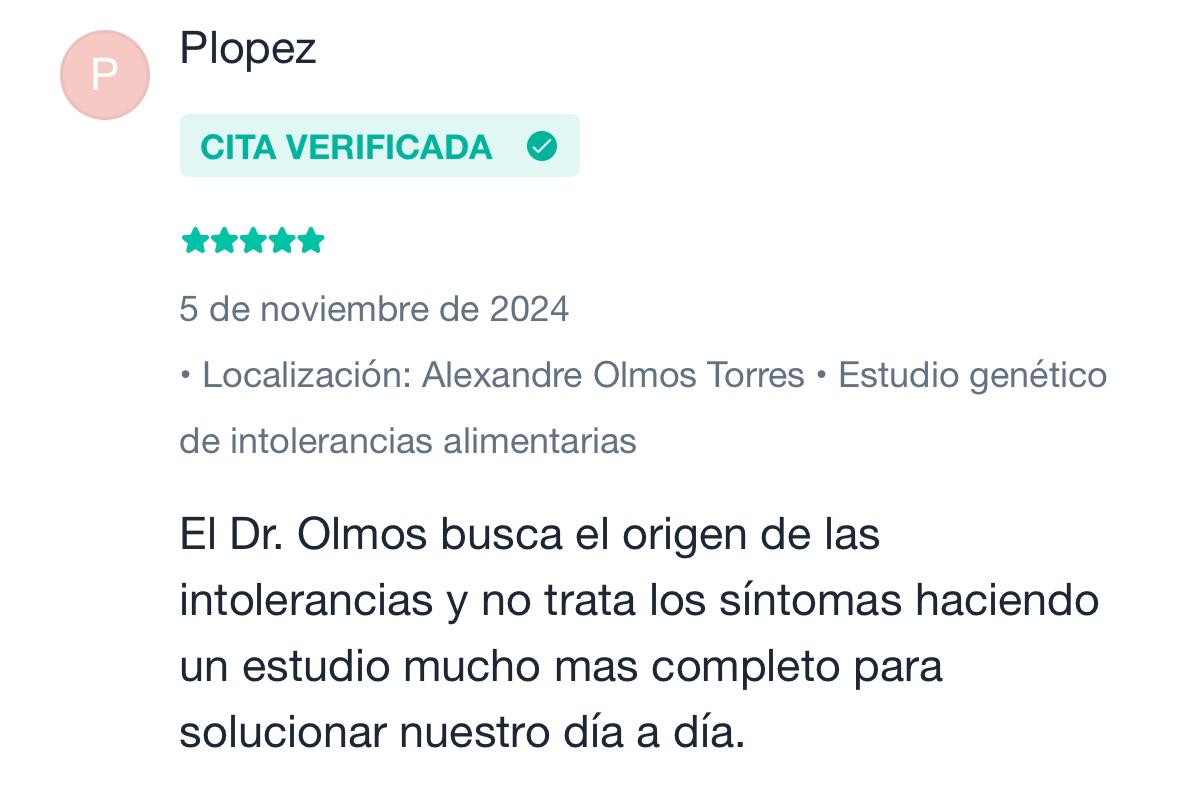 P
Plopez
CITA VERIFICADA
5 de noviembre de 2024
• Localización: Alexandre Olmos Torres • Estudio genético
de intolerancias alimentarias
El Dr. Olmos busca el origen de las
intolerancias y no trata los síntomas haciendo
un estudio mucho mas completo para
solucionar nuestro día a día.